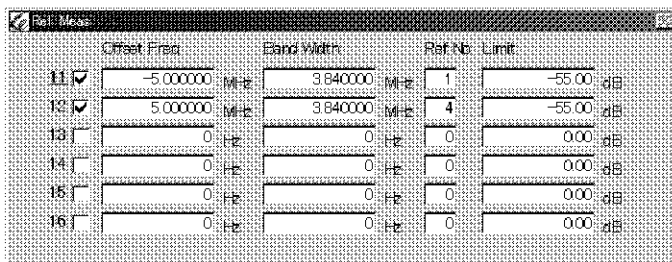 Rel. Meas.
Offset Freq Band Width Ref No. Limit
11 -5.000000 MHz 3.840000 MHz 1 -55.00 dB
12 5.000000 MHz 3.840000 MHz 4 -55.00 dB
13 0 Hz 0 Hz 0 0.00 dB
14 0 Hz 0 Hz 0 0.00 dB
15 0 Hz 0 Hz 0 0.00 dB
16 0 Hz 0 Hz 0 0.00 dB